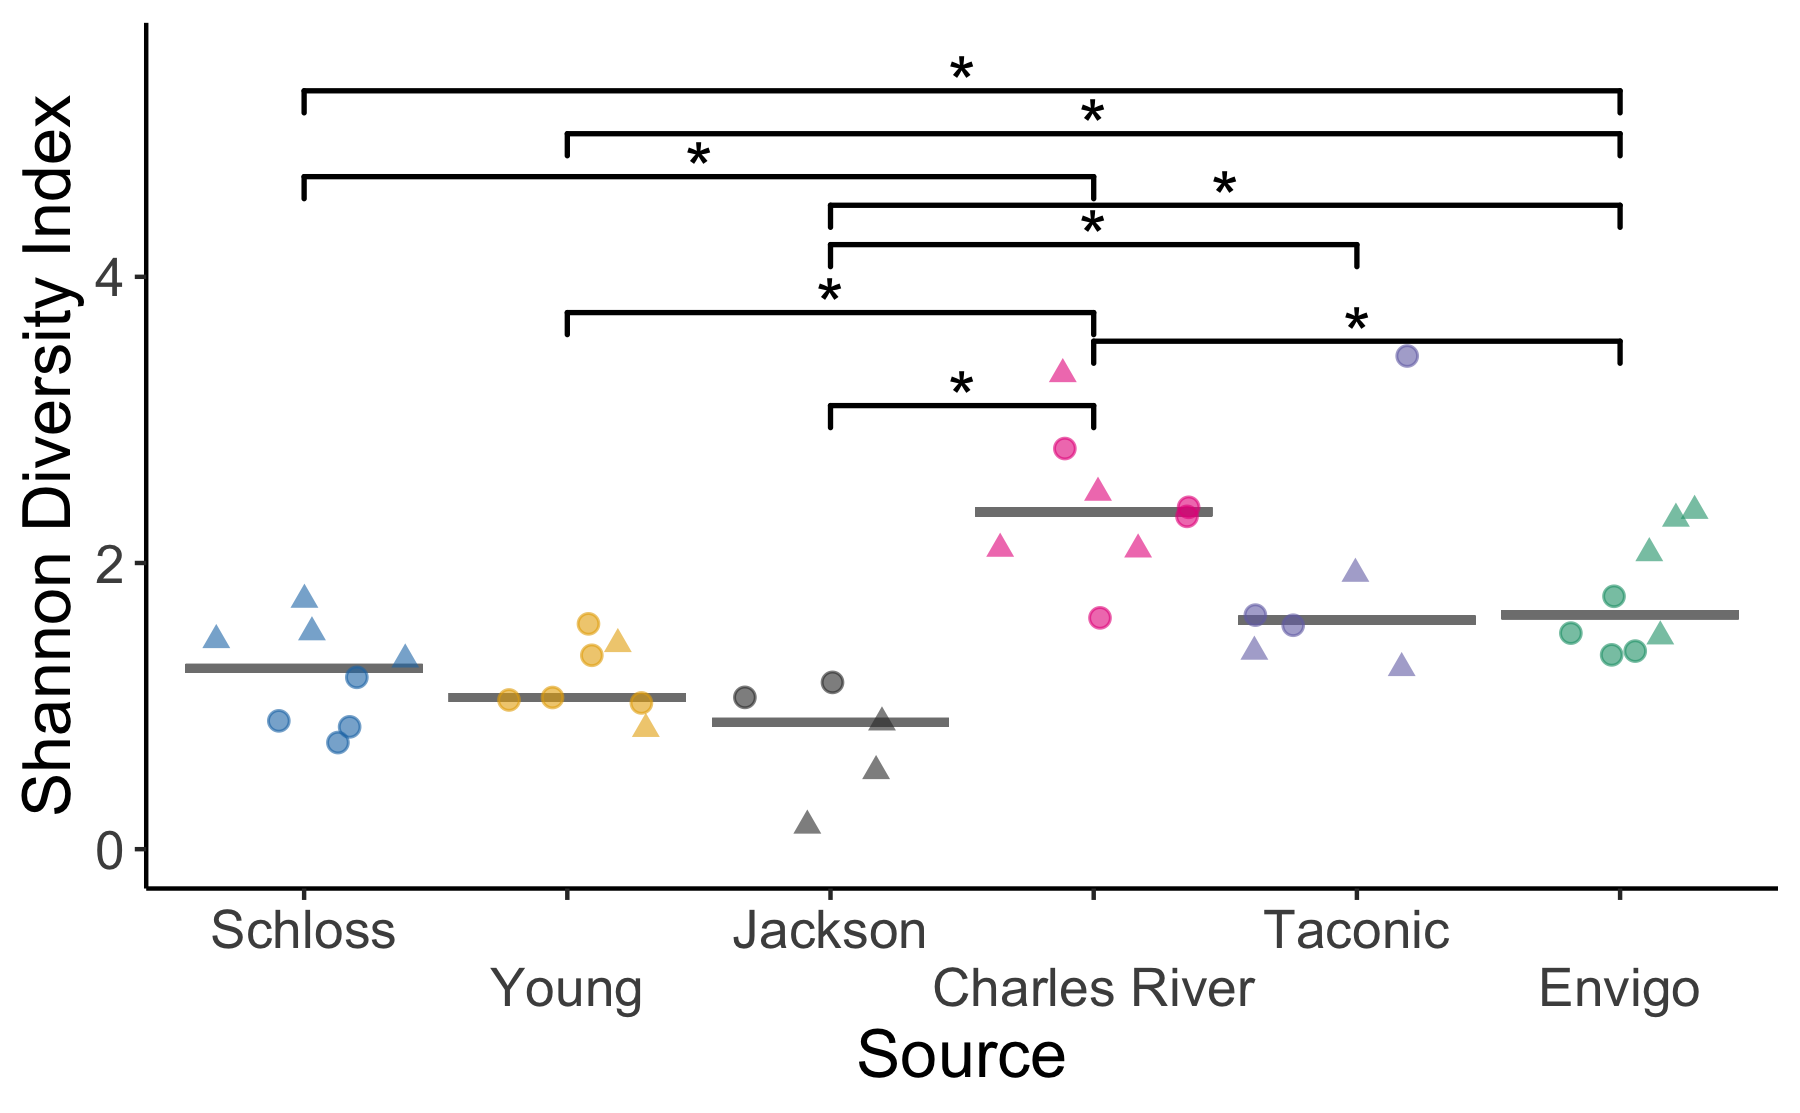 *
*
*
*
*
*
*
*
Shannon Diversity Index
4
2
0
Schloss
Jackson
Taconic
Young
Charles River
Envigo
Source